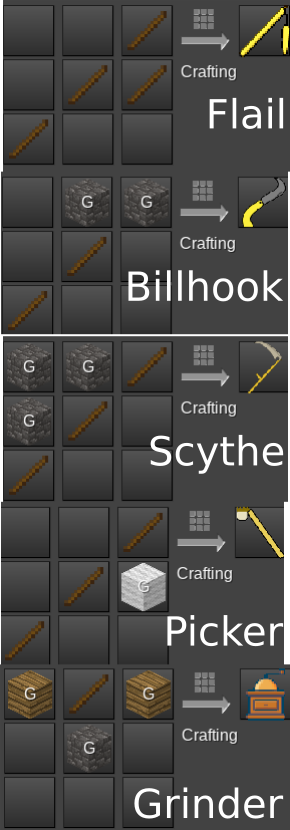 Crafting
Flail
G G
Crafting
Billhook
G G
Crafting
G
Scythe
Crafting
G
Picker
G G
Crafting
G
Grinder